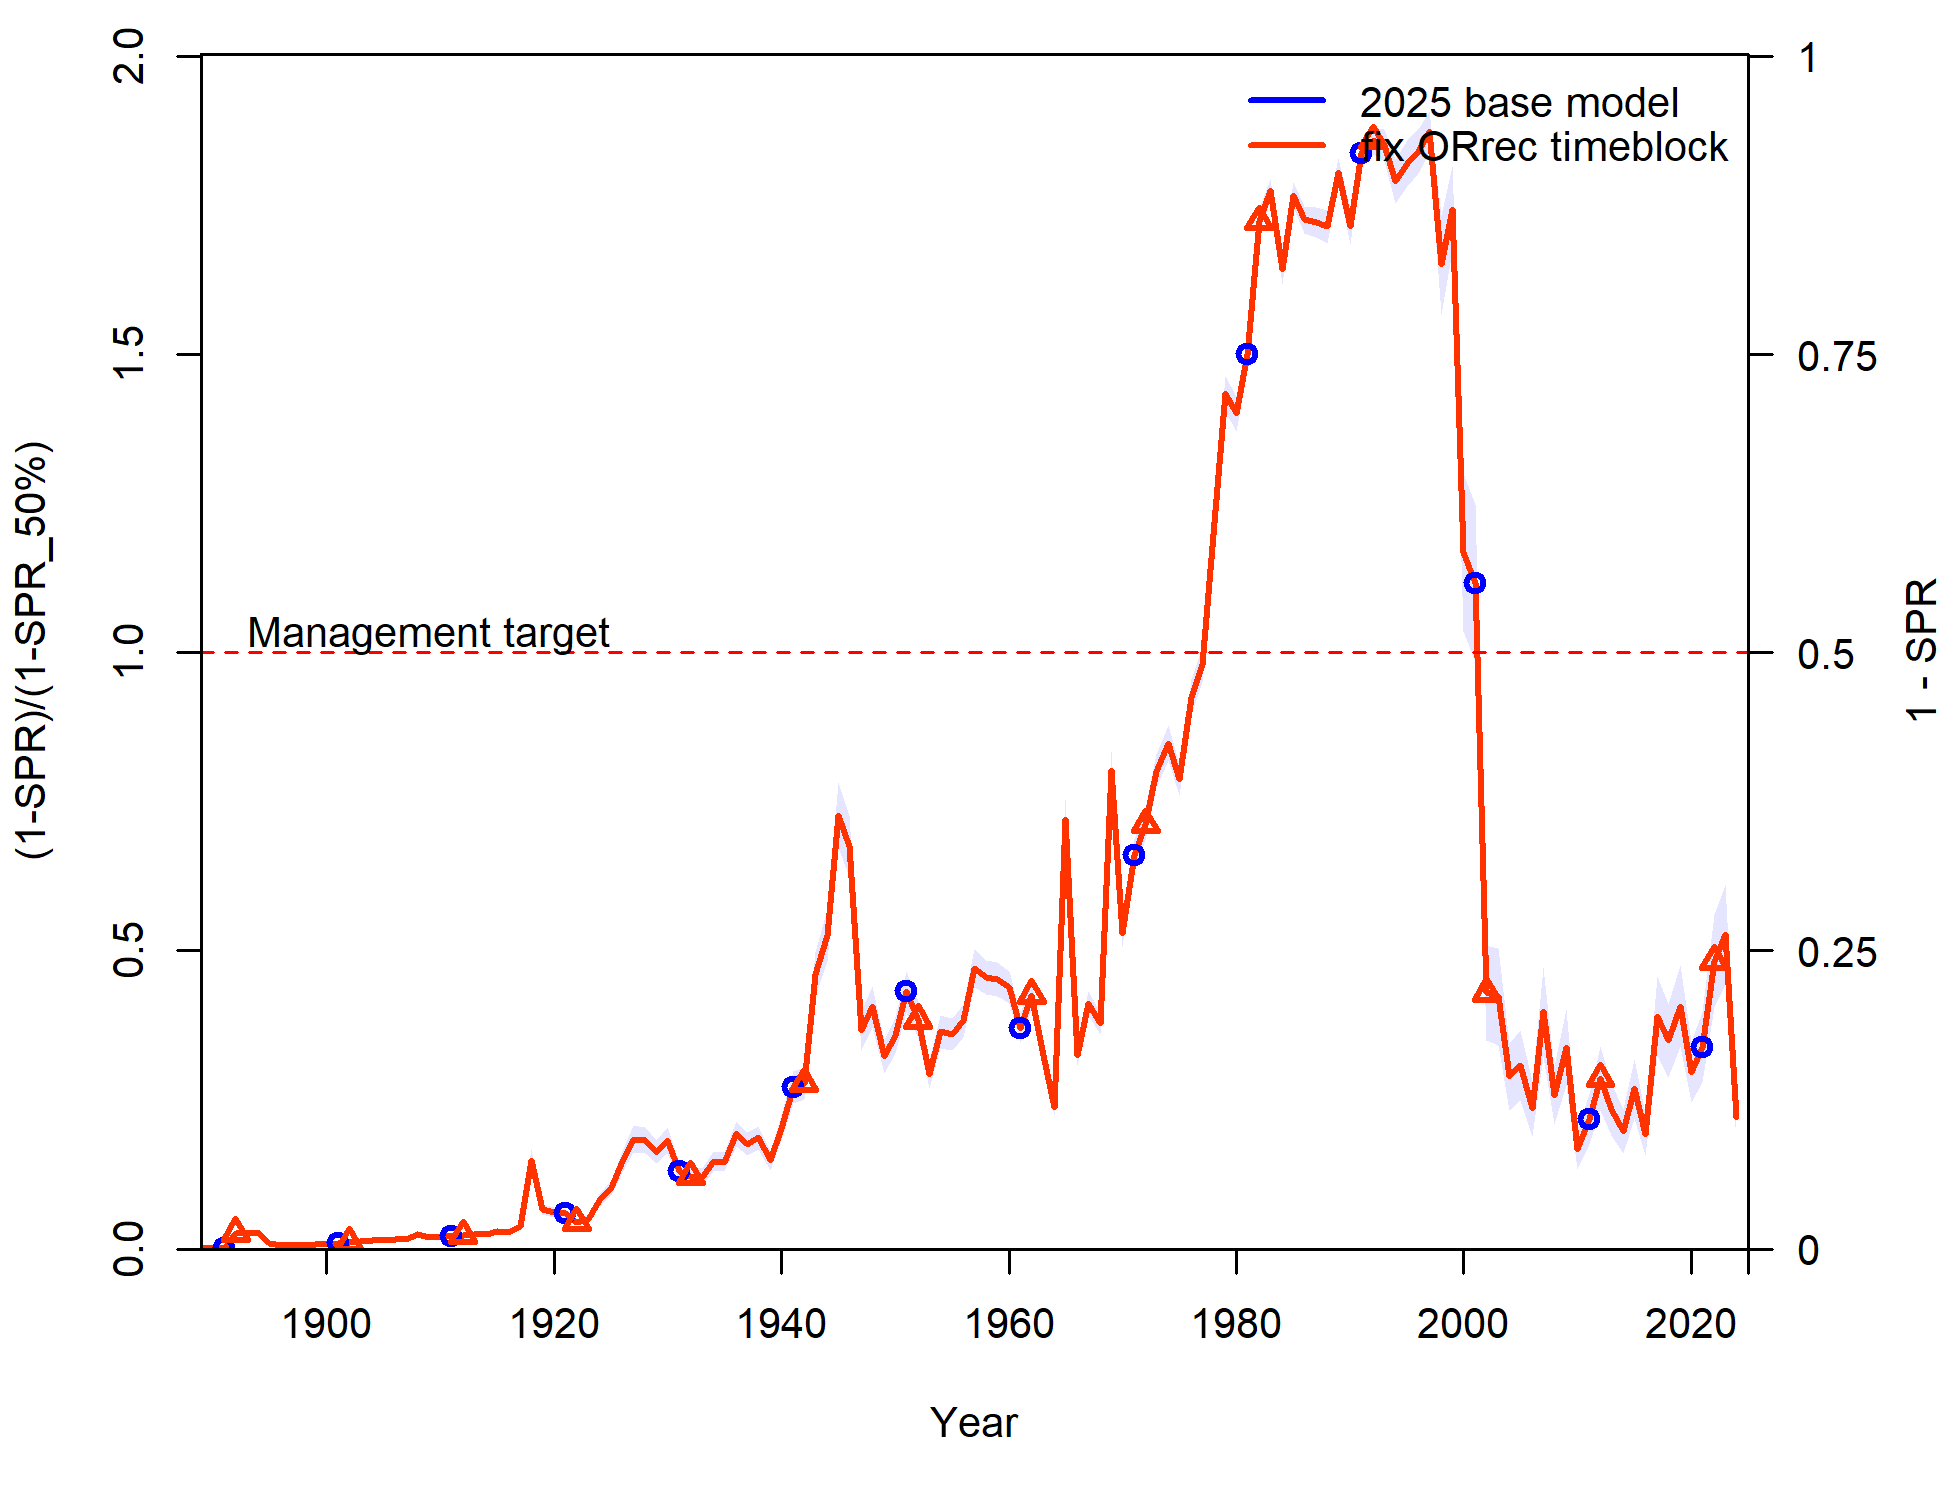 2.0
1.5
1.0
0.5
0.0
(1-SPR)/(1-SPR_50%)
2025 base model
fix ORrec timeblock
Management target
1
0.75
0.5
0.25
0
1 - SPR
1900 1920 1940 1960 1980 2000 2020
Year